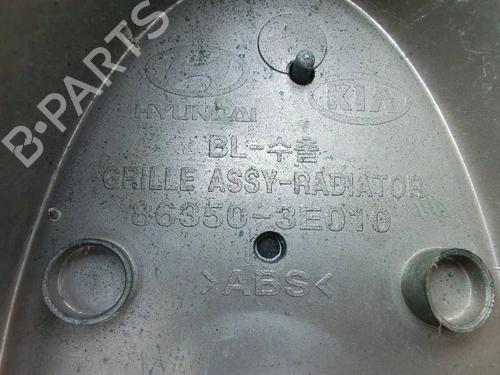 B-PARTS
HYUNDAI KIA
BL-수출
GRILLE ASSY-RADIATOR
86350-3E010
>ABS<